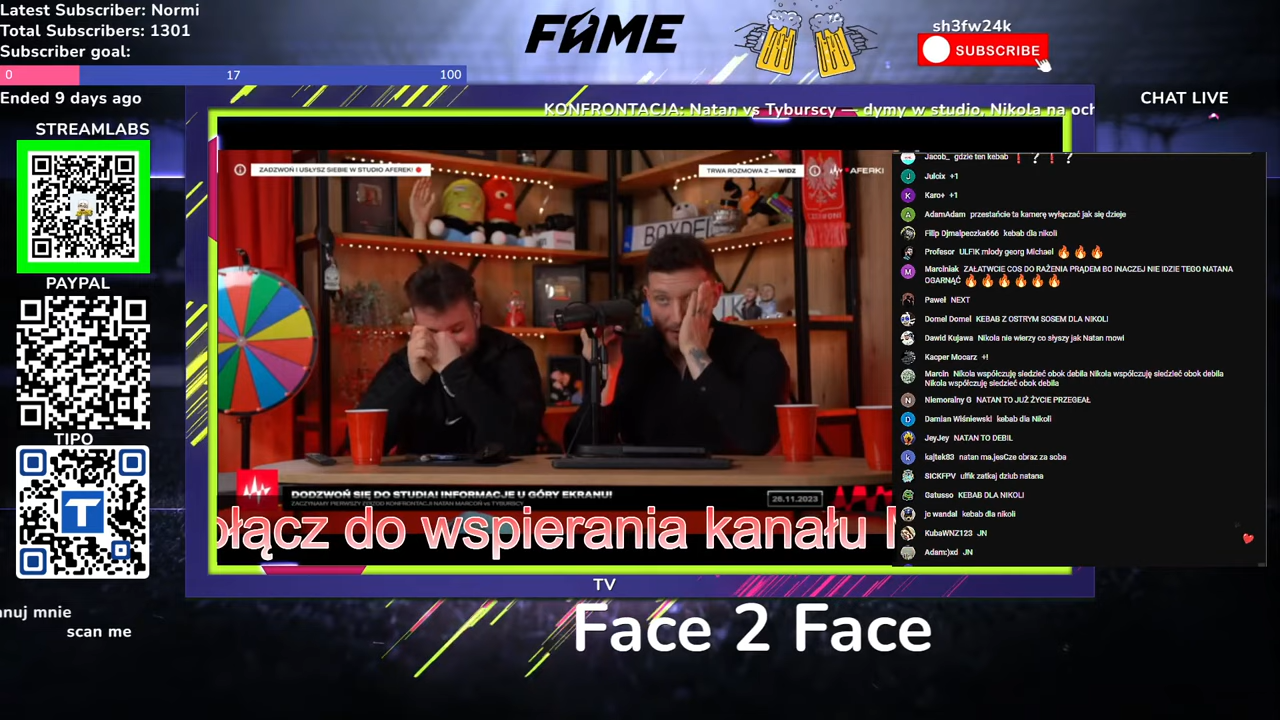 Latest Subscriber: Normi
Total Subscribers: 1301
Subscriber goal:
0 17 100
Ended 9 days ago
STREAMLABS
PAYPAL
TIPO
T
anuj mnie
scan me
FAME
sh3fw24k
SUBSCRIBE
CHAT LIVE
KONFRONTACJA: Natan vs Tyburscy — dymy w studio, Nikola na och
ZADZWOŃ I USŁYSZ SIEBIE W STUDIO AFEREK!
TRWA ROZMOWA Z — WIDZ
AFERKI
BOXDEL
DODZWOŃ SIĘ DO STUDIA! INFORMACJE U GÓRY EKRANU!
26.11.2023
ołącz do wspierania kanału
TV
Face 2 Face
Jacob_ gdzie ten kebab ❗ ❔ ❗ ❔
Julcix +1
Karo+ +1
AdamAdam przestańcie ta kamerę wyłączać jak się dzieje
Filip Djmalpeczka666 kebab dla nikoli
Profesor ULFIK mlody georg Michael 🔥 🔥 🔥
Marciniak ZAŁATWCIE COS DO RAŻENIA PRĄDEM BO INACZEJ NIE IDZIE TEGO NATANA
OGARNĄĆ 🔥 🔥 🔥 🔥 🔥 🔥
Paweł NEXT
Domel Domel KEBAB Z OSTRYM SOSEM DLA NIKOLI
Dawid Kujawa Nikola nie wierzy co słyszy jak Natan mowi
Kacper Mocarz +!
Marcin Nikola współczuję siedzieć obok debila Nikola współczuję siedzieć obok debila
Nikola współczuję siedzieć obok debila
Niemoralny G NATAN TO JUŻ ŻYCIE PRZEGEAŁ
Damian Wiśniewski kebab dla Nikoli
JeyJey NATAN TO DEBIL
kajtek83 natan ma.jesCze obraz za soba
SICKFPV ulfik zatkaj dziub natana
Gatusso KEBAB DLA NIKOLI
jo wandal kebab dla nikoli
KubaWNZ123 JN
Adam:)xd JN